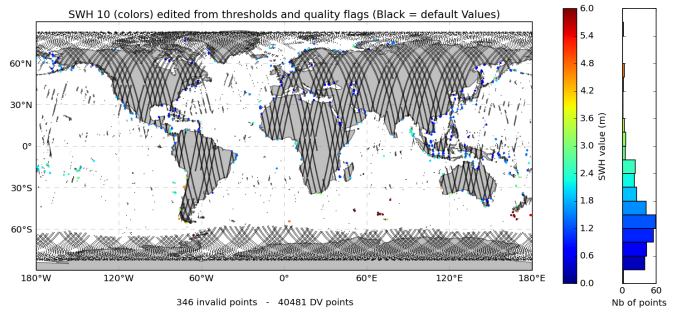 SWH 10 (colors) edited from thresholds and quality flags (Black = default Values)
60°N
30°N
0°
30°S
60°S
180°W 120°W 60°W 0° 60°E 120°E 180°E
346 invalid points - 40481 DV points
6.0
5.4
4.8
4.2
3.6
3.0
2.4
1.8
1.2
0.6
0.0
SWH value (m)
0 60
Nb of points